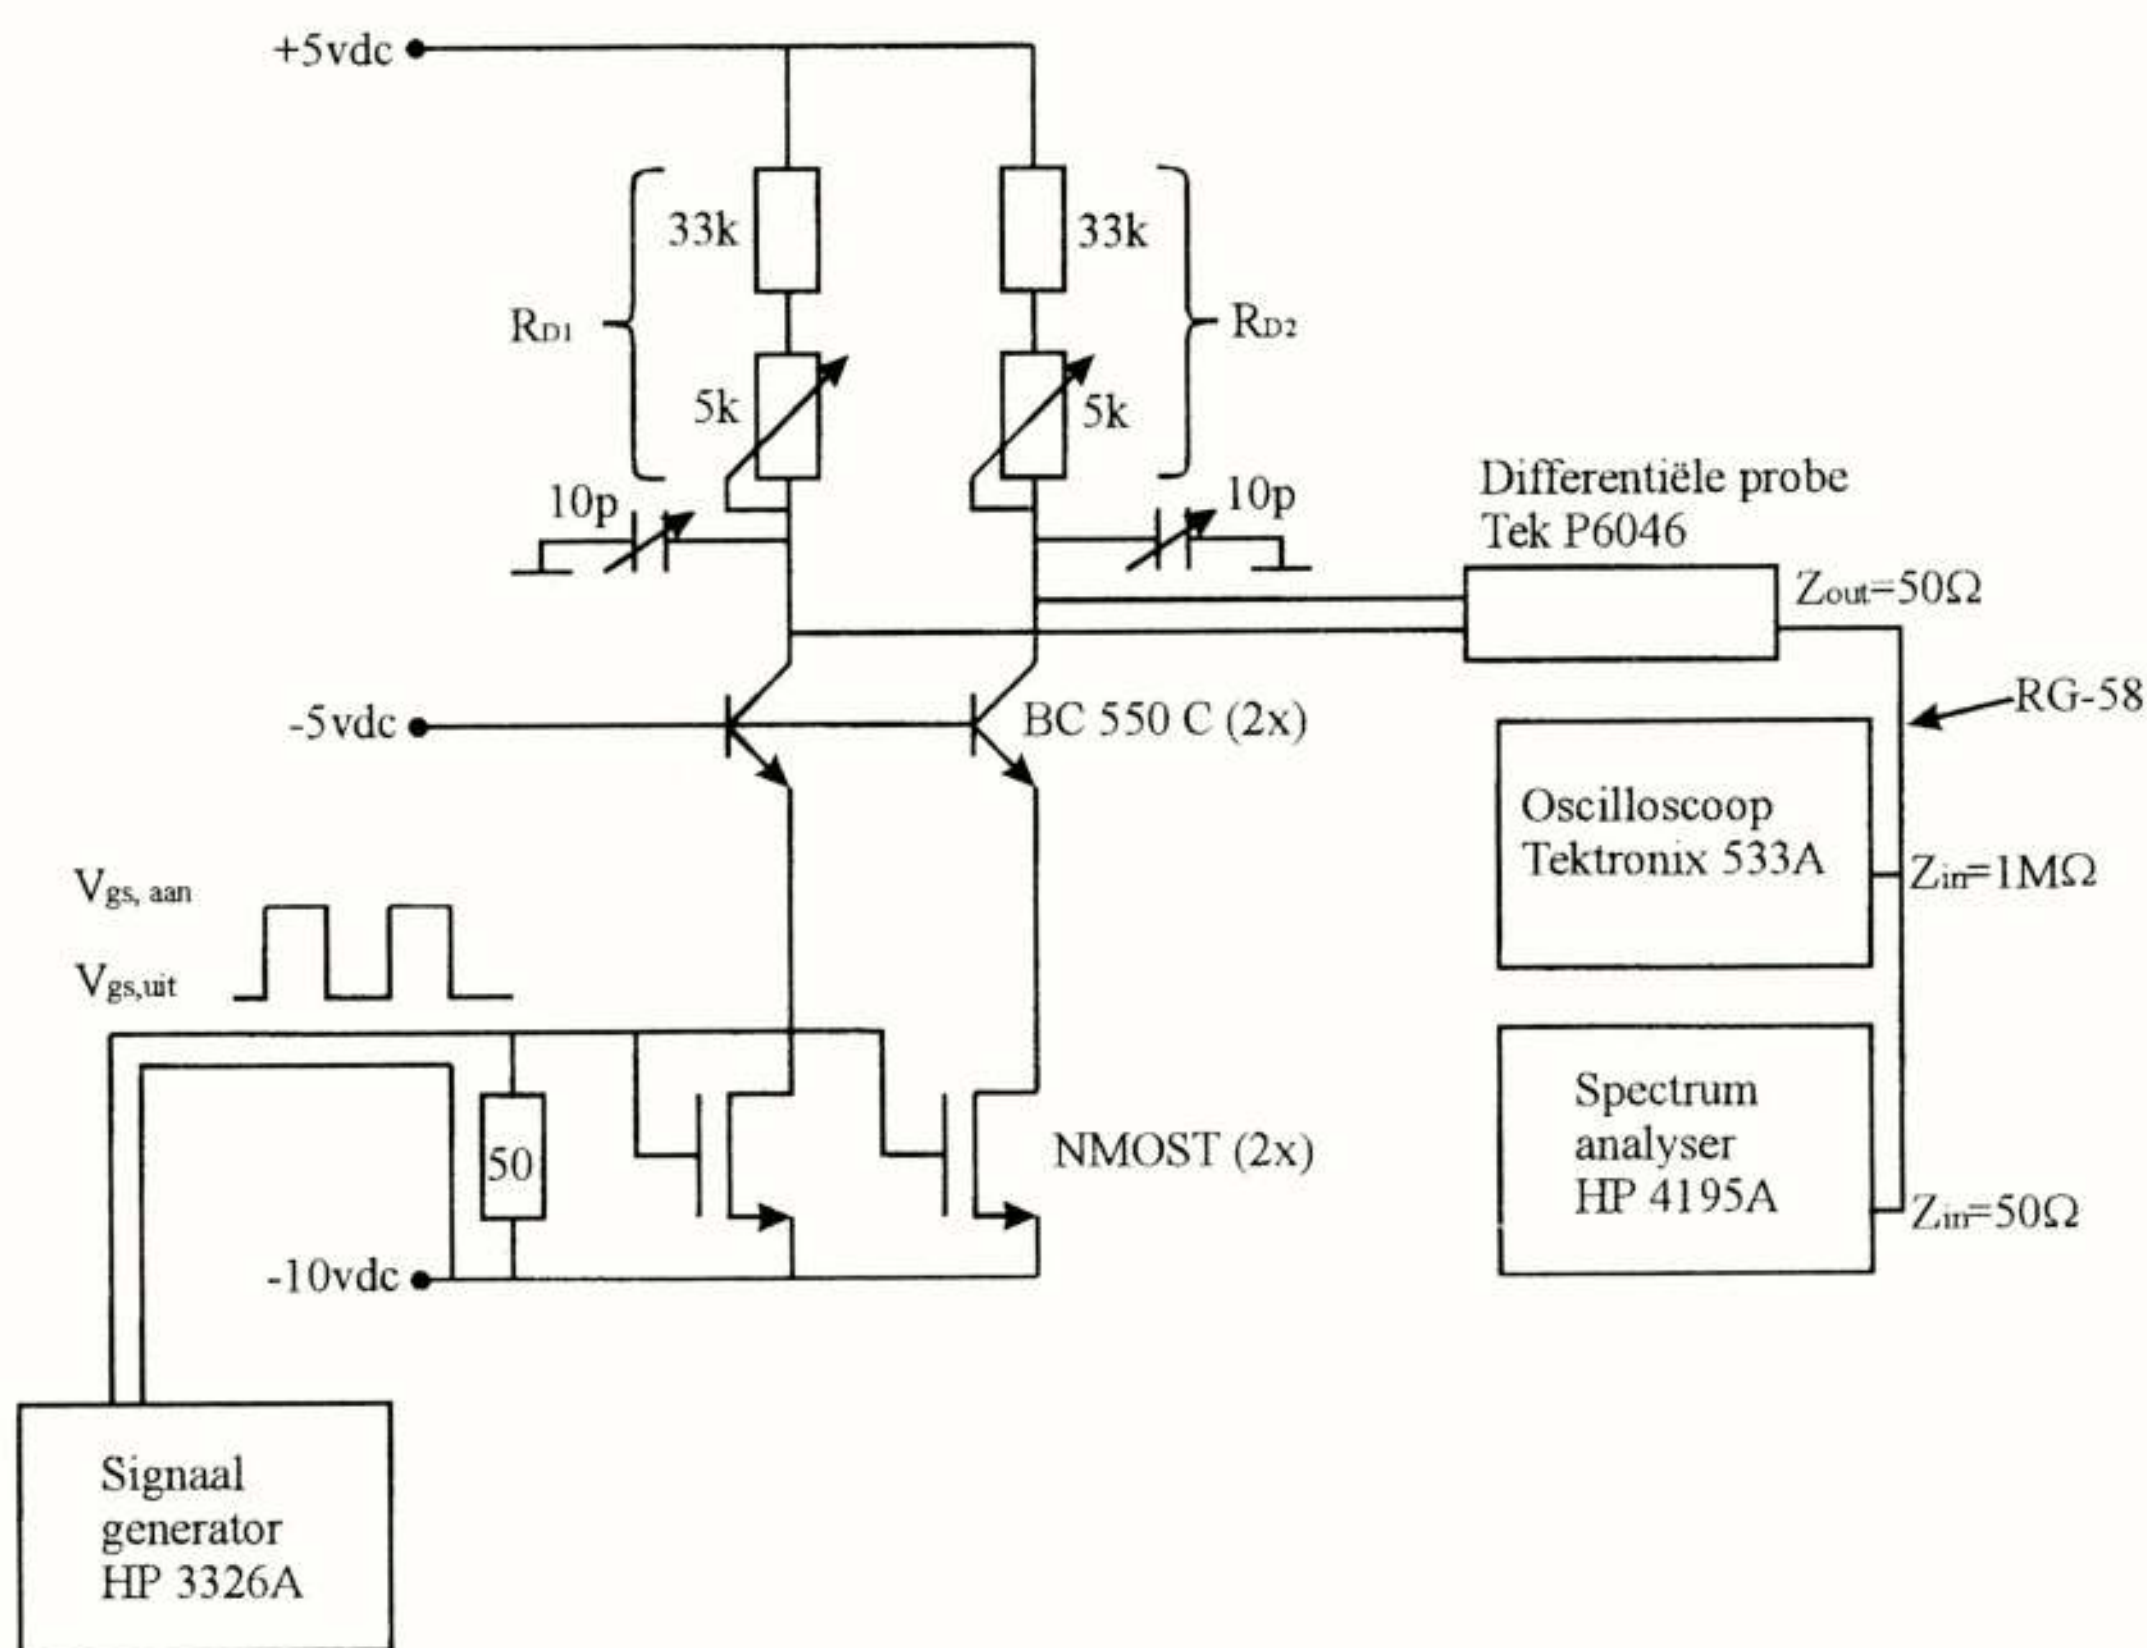 +5vdc
33k
33k
RD1
RD2
5k
5k
10p
10p
Differentiële probe
Tek P6046
Zout=50Ω
RG-58
-5vdc
BC 550 C (2x)
Oscilloscoop
Tektronix 533A
Zin=1MΩ
Vgs, aan
Vgs,uit
Spectrum
analyser
HP 4195A
Zin=50Ω
50
NMOST (2x)
-10vdc
Signaal
generator
HP 3326A